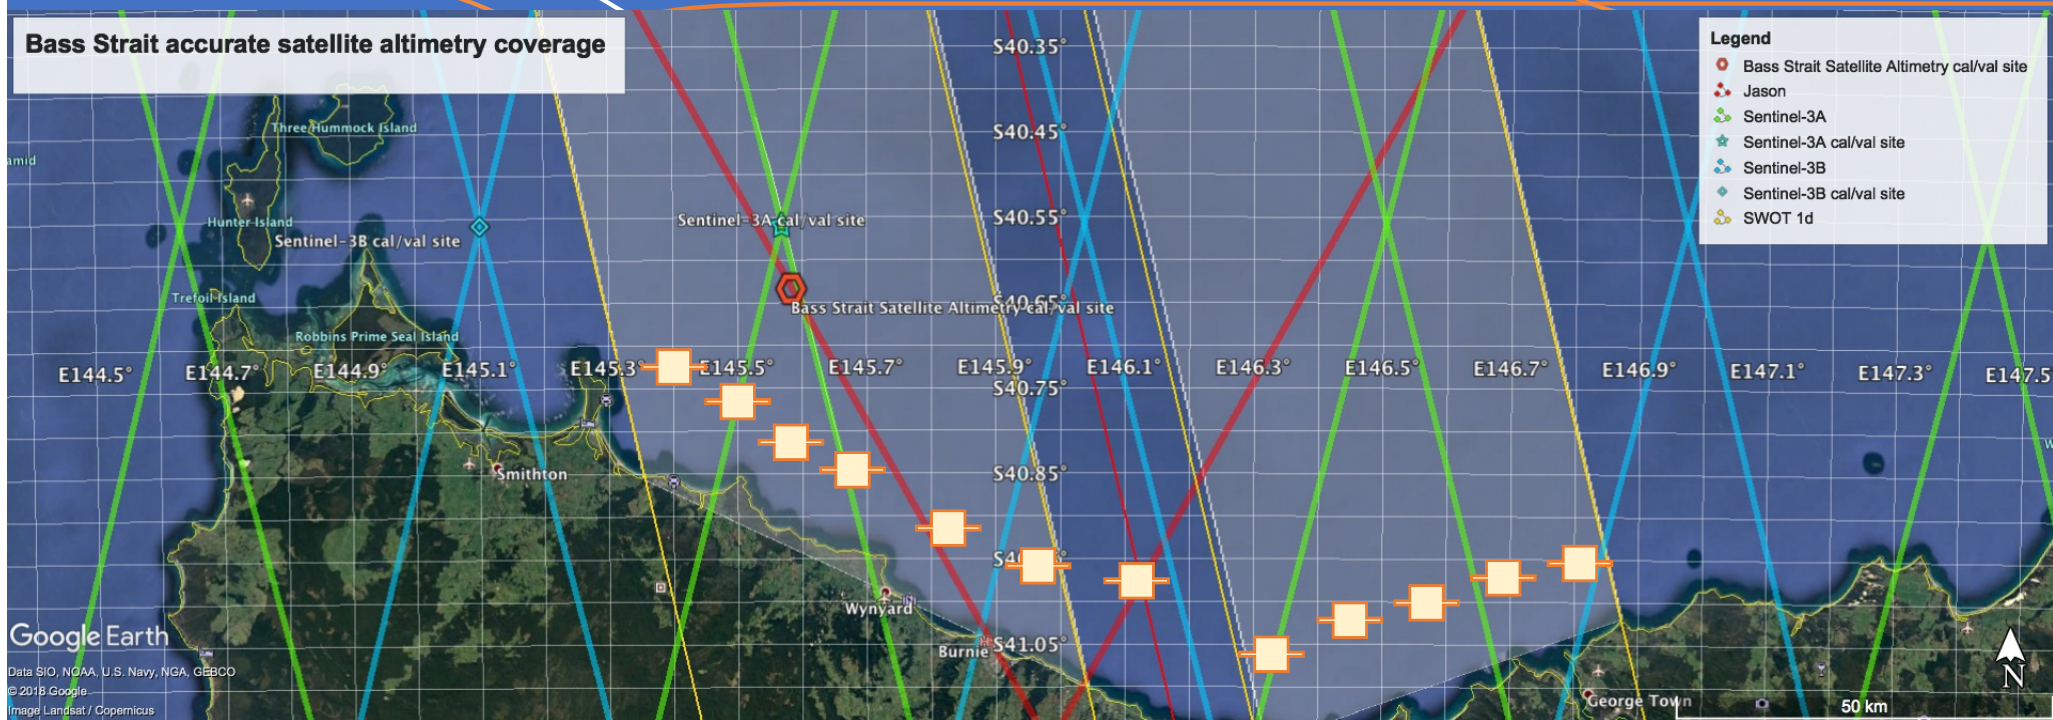 Bass Strait accurate satellite altimetry coverage
Legend
Bass Strait Satellite Altimetry cal/val site
Jason
Sentinel-3A
Sentinel-3A cal/val site
Sentinel-3B
Sentinel-3B cal/val site
SWOT 1d
S40.35°
S40.45°
S40.55°
S40.65°
S40.75°
S40.85°
S41.05°
Three Hummock Island
amid
Hunter Island
Sentinel-3B cal/val site
Sentinel-3A cal/val site
Trefoil Island
Bass Strait Satellite Altimetry cal/val site
Robbins Prime Seal Island
E144.5° E144.7° E144.9° E145.1° E145.3° E145.5° E145.7° E145.9° E146.1° E146.3° E146.5° E146.7° E146.9° E147.1° E147.3° E147.5
W
Smithton
Wynyard
Burnie
George Town
Google Earth
Data SIO, NOAA, U.S. Navy, NGA, GEBCO
© 2018 Google
Image Landsat / Copernicus
N
50 km